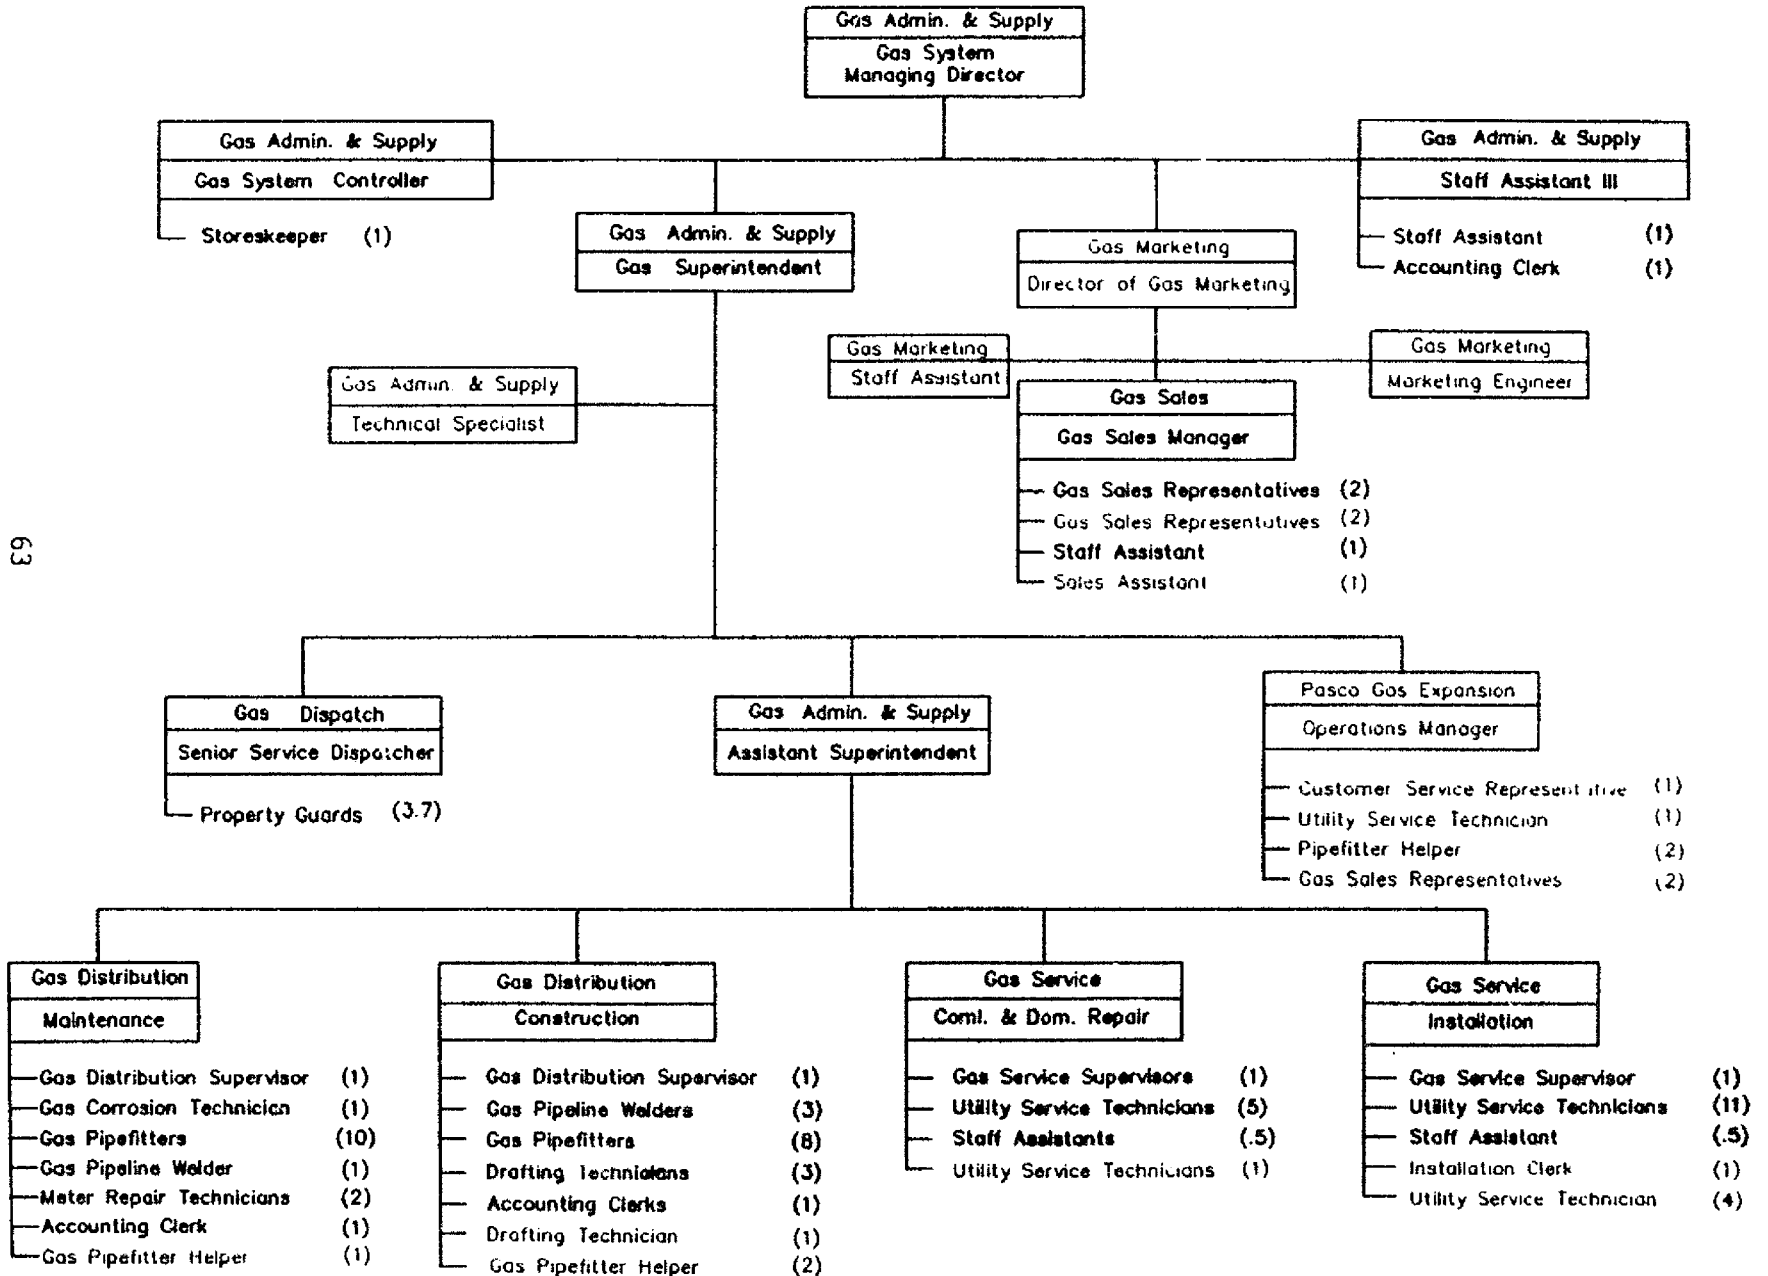 Gas Admin. & Supply
Gas System
Managing Director
Gas Admin. & Supply
Gas System Controller
Storeskeeper (1)
Gas Admin. & Supply
Gas Superintendent
Gas Marketing
Director of Gas Marketing
Gas Admin. & Supply
Staff Assistant III
Staff Assistant (1)
Accounting Clerk (1)
Gas Admin. & Supply
Technical Specialist
Gas Marketing
Staff Assistant
Gas Marketing
Marketing Engineer
Gas Sales
Gas Sales Manager
Gas Sales Representatives (2)
Gas Sales Representatives (2)
Staff Assistant (1)
Sales Assistant (1)
63
Gas Dispatch
Senior Service Dispatcher
Property Guards (3.7)
Gas Admin. & Supply
Assistant Superintendent
Pasco Gas Expansion
Operations Manager
Customer Service Representative (1)
Utility Service Technician (1)
Pipefitter Helper (2)
Gas Sales Representatives (2)
Gas Distribution
Maintenance
Gas Distribution Supervisor (1)
Gas Corrosion Technician (1)
Gas Pipefitters (10)
Gas Pipeline Welder (1)
Meter Repair Technicians (2)
Accounting Clerk (1)
Gas Pipefitter Helper (1)
Gas Distribution
Construction
Gas Distribution Supervisor (1)
Gas Pipeline Welders (3)
Gas Pipefitters (8)
Drafting Technicians (3)
Accounting Clerks (1)
Drafting Technician (1)
Gas Pipefitter Helper (2)
Gas Service
Coml. & Dom. Repair
Gas Service Supervisors (1)
Utility Service Technicians (5)
Staff Assistants (.5)
Utility Service Technicians (1)
Gas Service
Installation
Gas Service Supervisor (1)
Utility Service Technicians (11)
Staff Assistant (.5)
Installation Clerk (1)
Utility Service Technician (4)